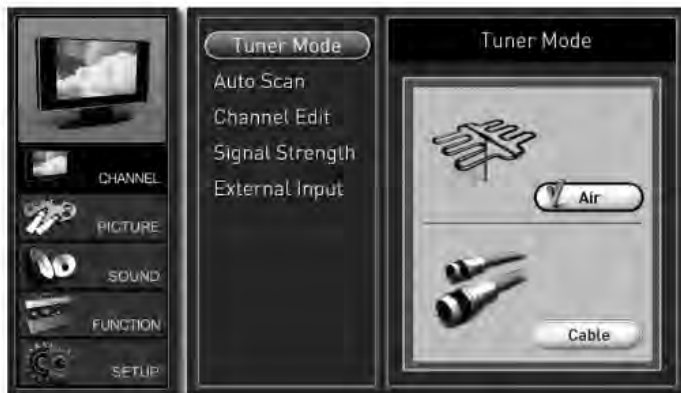 CHANNEL
PICTURE
SOUND
FUNCTION
SETUP
Tuner Mode
Auto Scan
Channel Edit
Signal Strength
External Input
Tuner Mode
Air
Cable